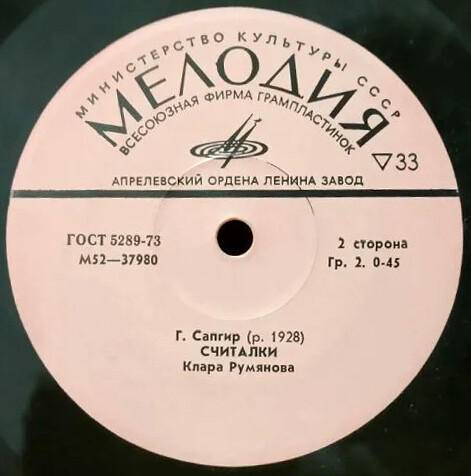 МИНИСТЕРСТВО КУЛЬТУРЫ СССР
МЕЛОДИЯ
ВСЕСОЮЗНАЯ ФИРМА ГРАМПЛАСТИНОК
▽33
АПРЕЛЕВСКИЙ ОРДЕНА ЛЕНИНА ЗАВОД
ГОСТ 5289-73
М52—37980
2 сторона
Гр. 2. 0-45
Г. Сапгир (р. 1928)
СЧИТАЛКИ
Клара Румянова